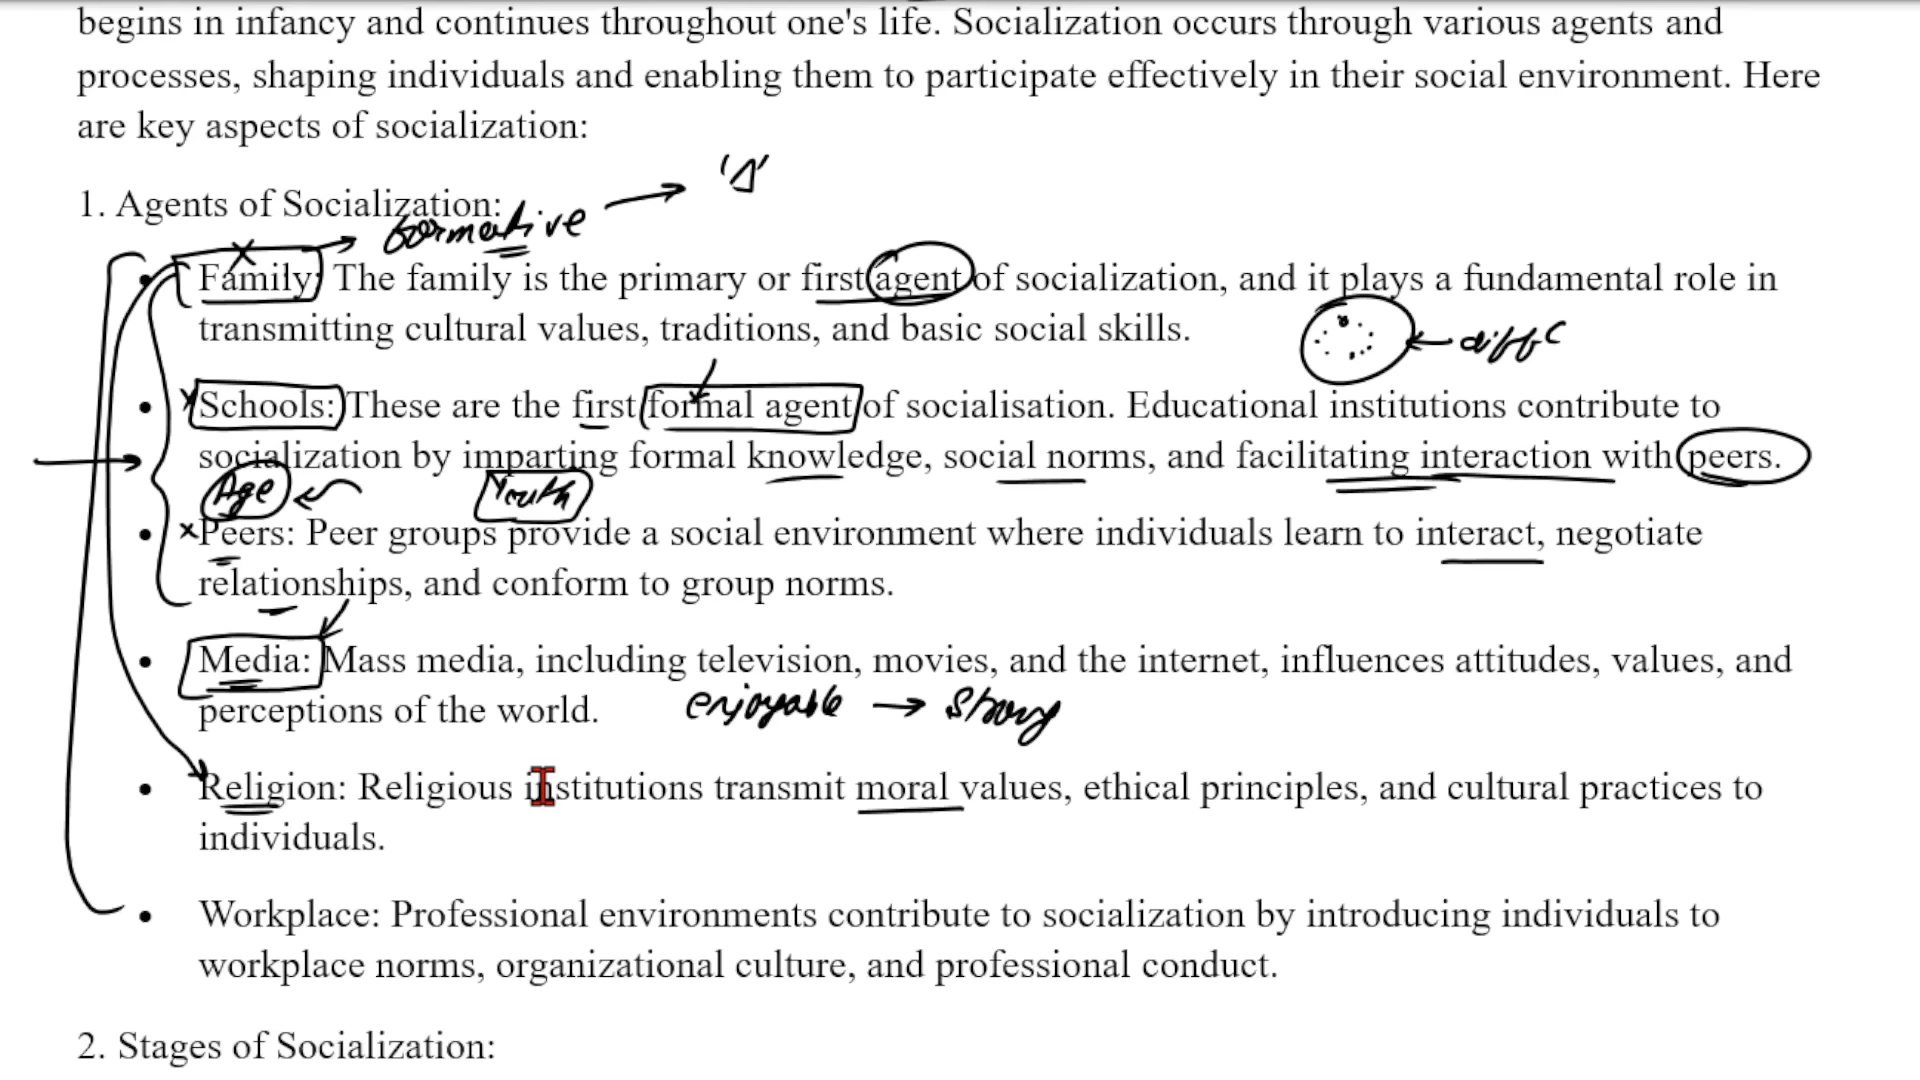 begins in infancy and continues throughout one's life. Socialization occurs through various agents and
processes, shaping individuals and enabling them to participate effectively in their social environment. Here
are key aspects of socialization:
1. Agents of Socialization:
formative
• Family: The family is the primary or first agent of socialization, and it plays a fundamental role in
transmitting cultural values, traditions, and basic social skills.
• Schools: These are the first formal agent of socialisation. Educational institutions contribute to
socialization by imparting formal knowledge, social norms, and facilitating interaction with peers.
Age Youth
• Peers: Peer groups provide a social environment where individuals learn to interact, negotiate
relationships, and conform to group norms.
• Media: Mass media, including television, movies, and the internet, influences attitudes, values, and
perceptions of the world. enjoyable → Strong
• Religion: Religious institutions transmit moral values, ethical principles, and cultural practices to
individuals.
• Workplace: Professional environments contribute to socialization by introducing individuals to
workplace norms, organizational culture, and professional conduct.
2. Stages of Socialization: